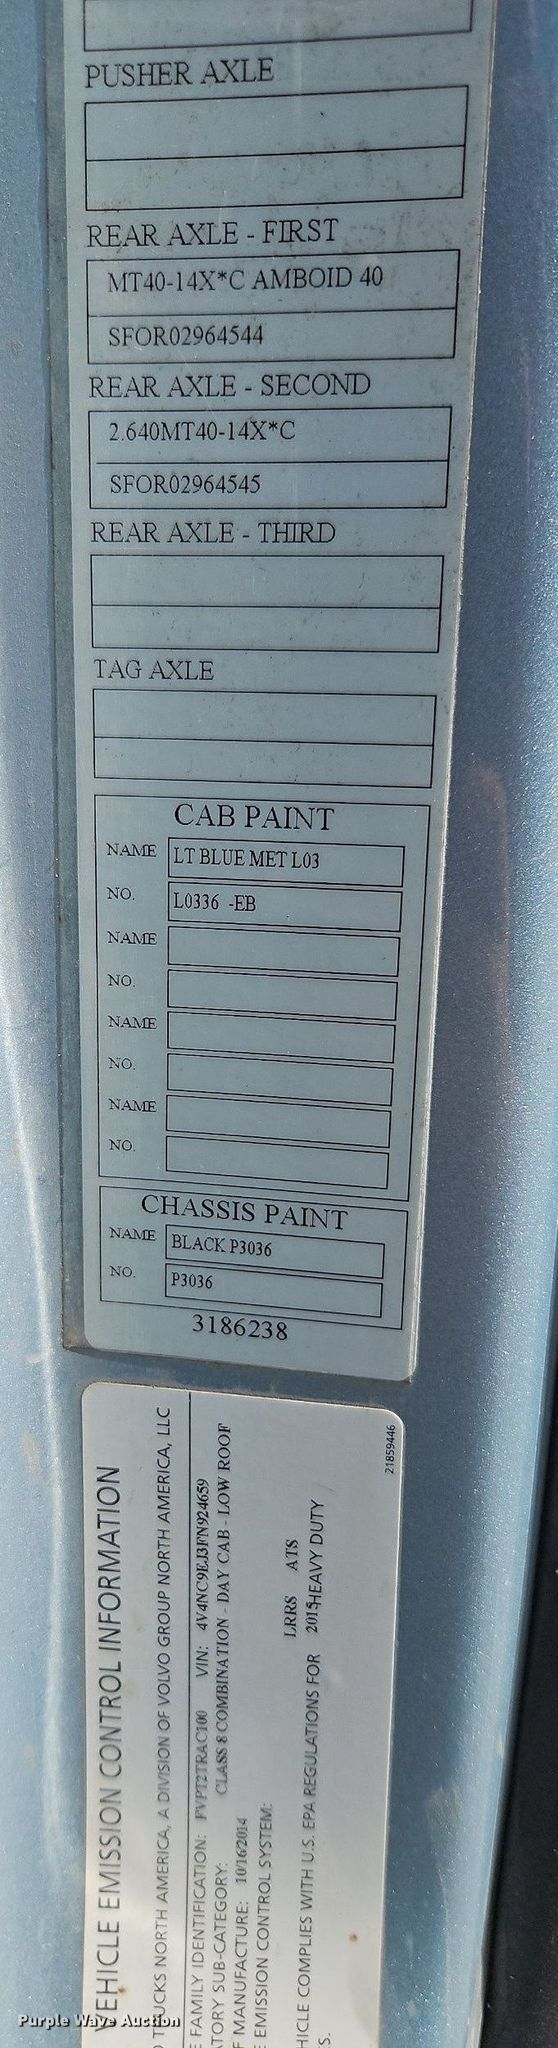 PUSHER AXLE
REAR AXLE - FIRST
MT40-14X*C AMBOID 40
SFOR02964544
REAR AXLE - SECOND
2.640MT40-14X*C
SFOR02964545
REAR AXLE - THIRD
TAG AXLE
CAB PAINT
NAME LT BLUE MET L03
NO. L0336 -EB
NAME
NO.
NAME
NO.
NAME
NO.
CHASSIS PAINT
NAME BLACK P3036
NO. P3036
3186238
VEHICLE EMISSION CONTROL INFORMATION
TRUCKS NORTH AMERICA, A DIVISION OF VOLVO GROUP NORTH AMERICA, LLC
FAMILY IDENTIFICATION: FVPT2TRAC100 VIN: 4V4NC9EJ3FN924659
TORY SUB-CATEGORY: CLASS 8 COMBINATION - DAY CAB - LOW ROOF
MANUFACTURE: 10/16/2014
EMISSION CONTROL SYSTEM: LRRS ATS
HICLE COMPLIES WITH U.S. EPA REGULATIONS FOR 2015 HEAVY DUTY
S.
21859446
Purple Wave Auction